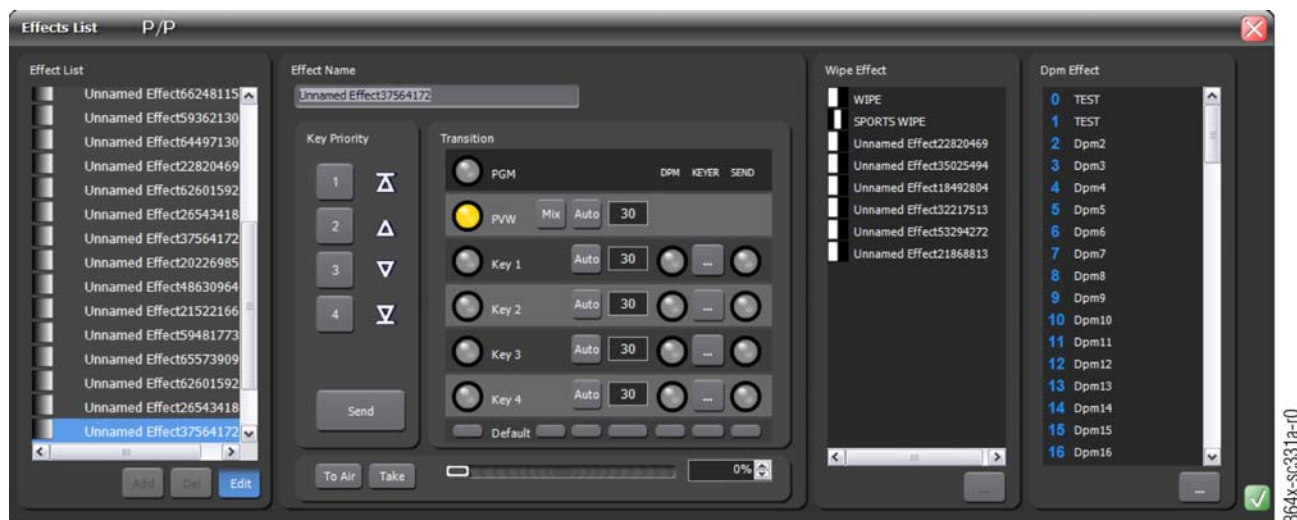 Effects List P/P
Effect List
Unnamed Effect66248115
Unnamed Effect59362130
Unnamed Effect64497130
Unnamed Effect22820469
Unnamed Effect62601592
Unnamed Effect26543418
Unnamed Effect37564172
Unnamed Effect20226985
Unnamed Effect48630964
Unnamed Effect21522166
Unnamed Effect59481773
Unnamed Effect65573909
Unnamed Effect62601592
Unnamed Effect26543418
Unnamed Effect37564172
Add Del Edit
Effect Name
Unnamed Effect37564172
Key Priority
1
2
3
4
Send
Transition
PGM DPM KEYER SEND
PVW Mix Auto 30
Key 1 Auto 30 ...
Key 2 Auto 30 ...
Key 3 Auto 30 ...
Key 4 Auto 30 ...
Default
To Air Take 0%
Wipe Effect
WIPE
SPORTS WIPE
Unnamed Effect22820469
Unnamed Effect35025494
Unnamed Effect18492804
Unnamed Effect32217513
Unnamed Effect53294272
Unnamed Effect21868813
...
Dpm Effect
0 TEST
1 TEST
2 Dpm2
3 Dpm3
4 Dpm4
5 Dpm5
6 Dpm6
7 Dpm7
8 Dpm8
9 Dpm9
10 Dpm10
11 Dpm11
12 Dpm12
13 Dpm13
14 Dpm14
15 Dpm15
16 Dpm16
...
864x-sc331a-r0